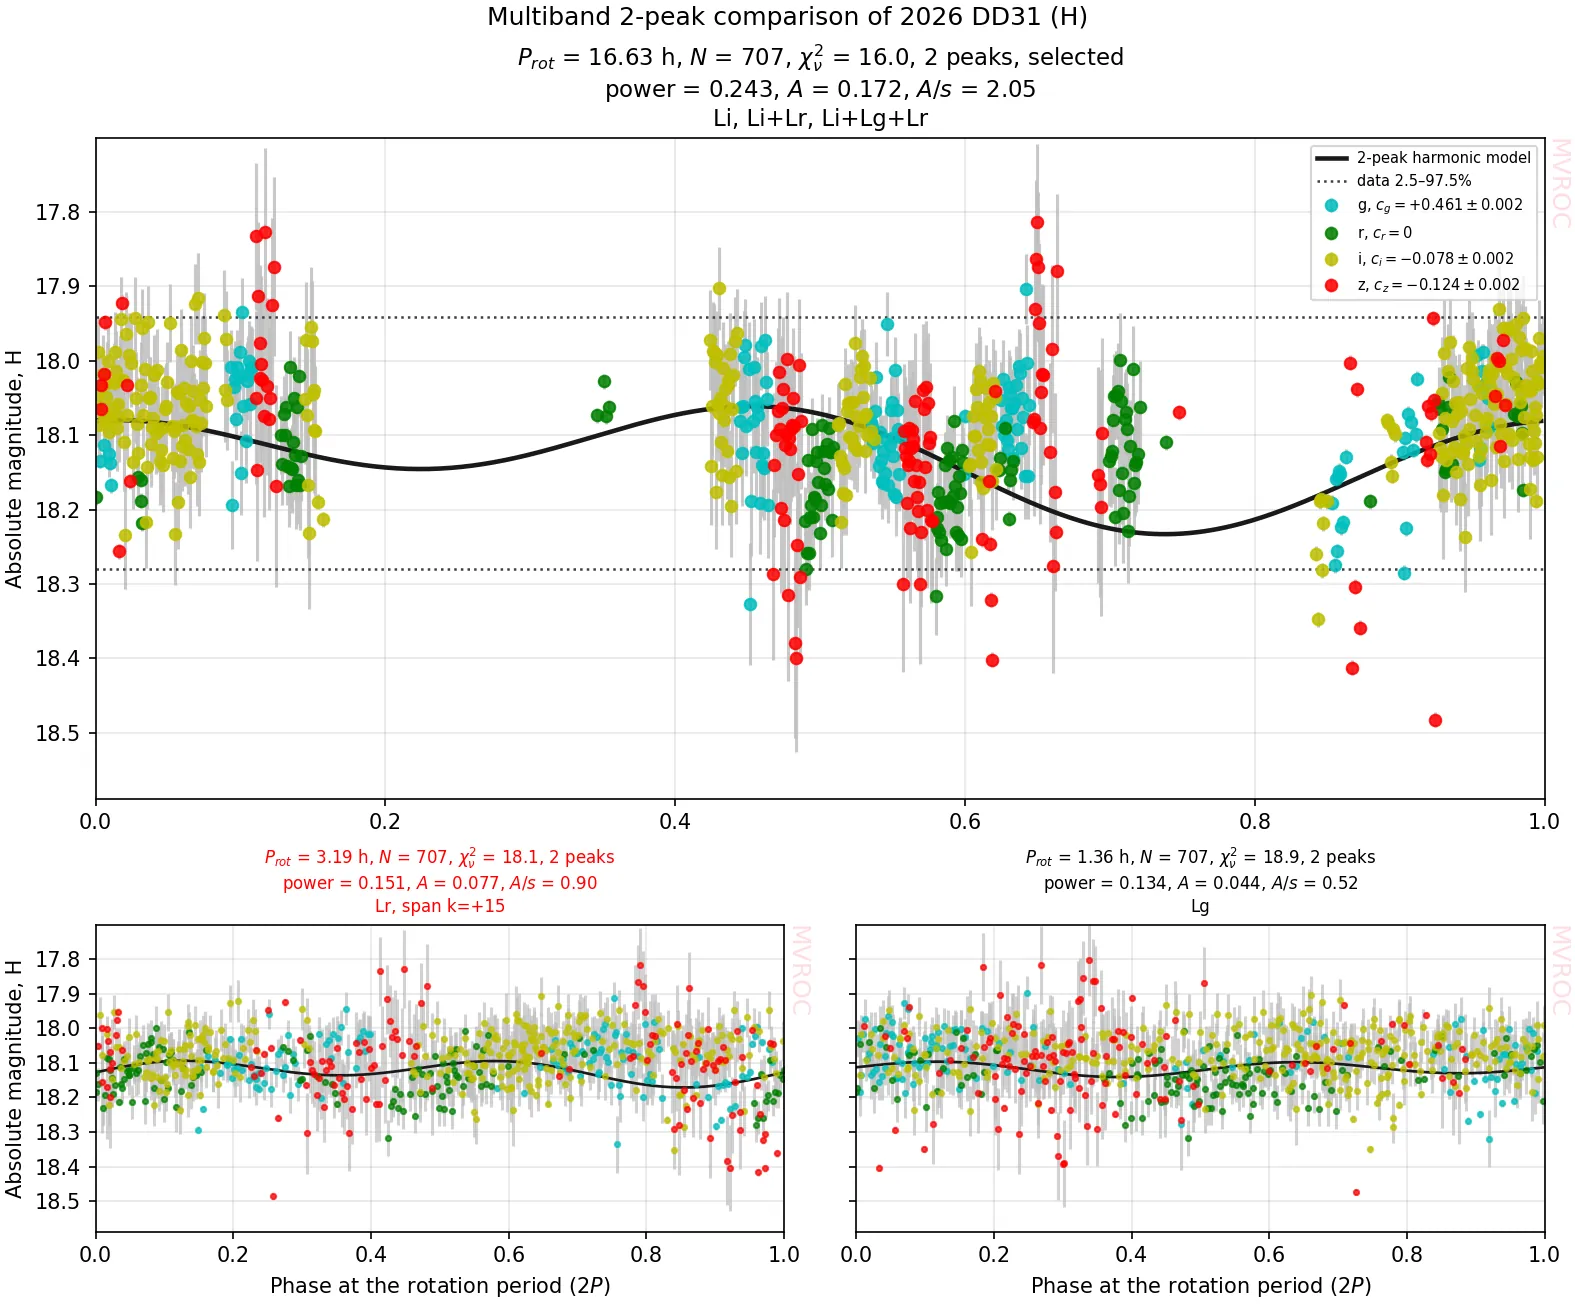 Multiband 2-peak comparison of 2026 DD31 (H)
P_rot = 16.63 h, N = 707, χ²_ν = 16.0, 2 peaks, selected
power = 0.243, A = 0.172, A/s = 2.05
Li, Li+Lr, Li+Lg+Lr
2-peak harmonic model
data 2.5–97.5%
g, c_g = +0.461 ± 0.002
r, c_r = 0
i, c_i = −0.078 ± 0.002
z, c_z = −0.124 ± 0.002
MVROC
Absolute magnitude, H
17.8
17.9
18.0
18.1
18.2
18.3
18.4
18.5
0.0 0.2 0.4 0.6 0.8 1.0
P_rot = 3.19 h, N = 707, χ²_ν = 18.1, 2 peaks
power = 0.151, A = 0.077, A/s = 0.90
Lr, span k=+15
MVROC
Absolute magnitude, H
17.8
17.9
18.0
18.1
18.2
18.3
18.4
18.5
0.0 0.2 0.4 0.6 0.8 1.0
Phase at the rotation period (2P)
P_rot = 1.36 h, N = 707, χ²_ν = 18.9, 2 peaks
power = 0.134, A = 0.044, A/s = 0.52
Lg
MVROC
0.0 0.2 0.4 0.6 0.8 1.0
Phase at the rotation period (2P)